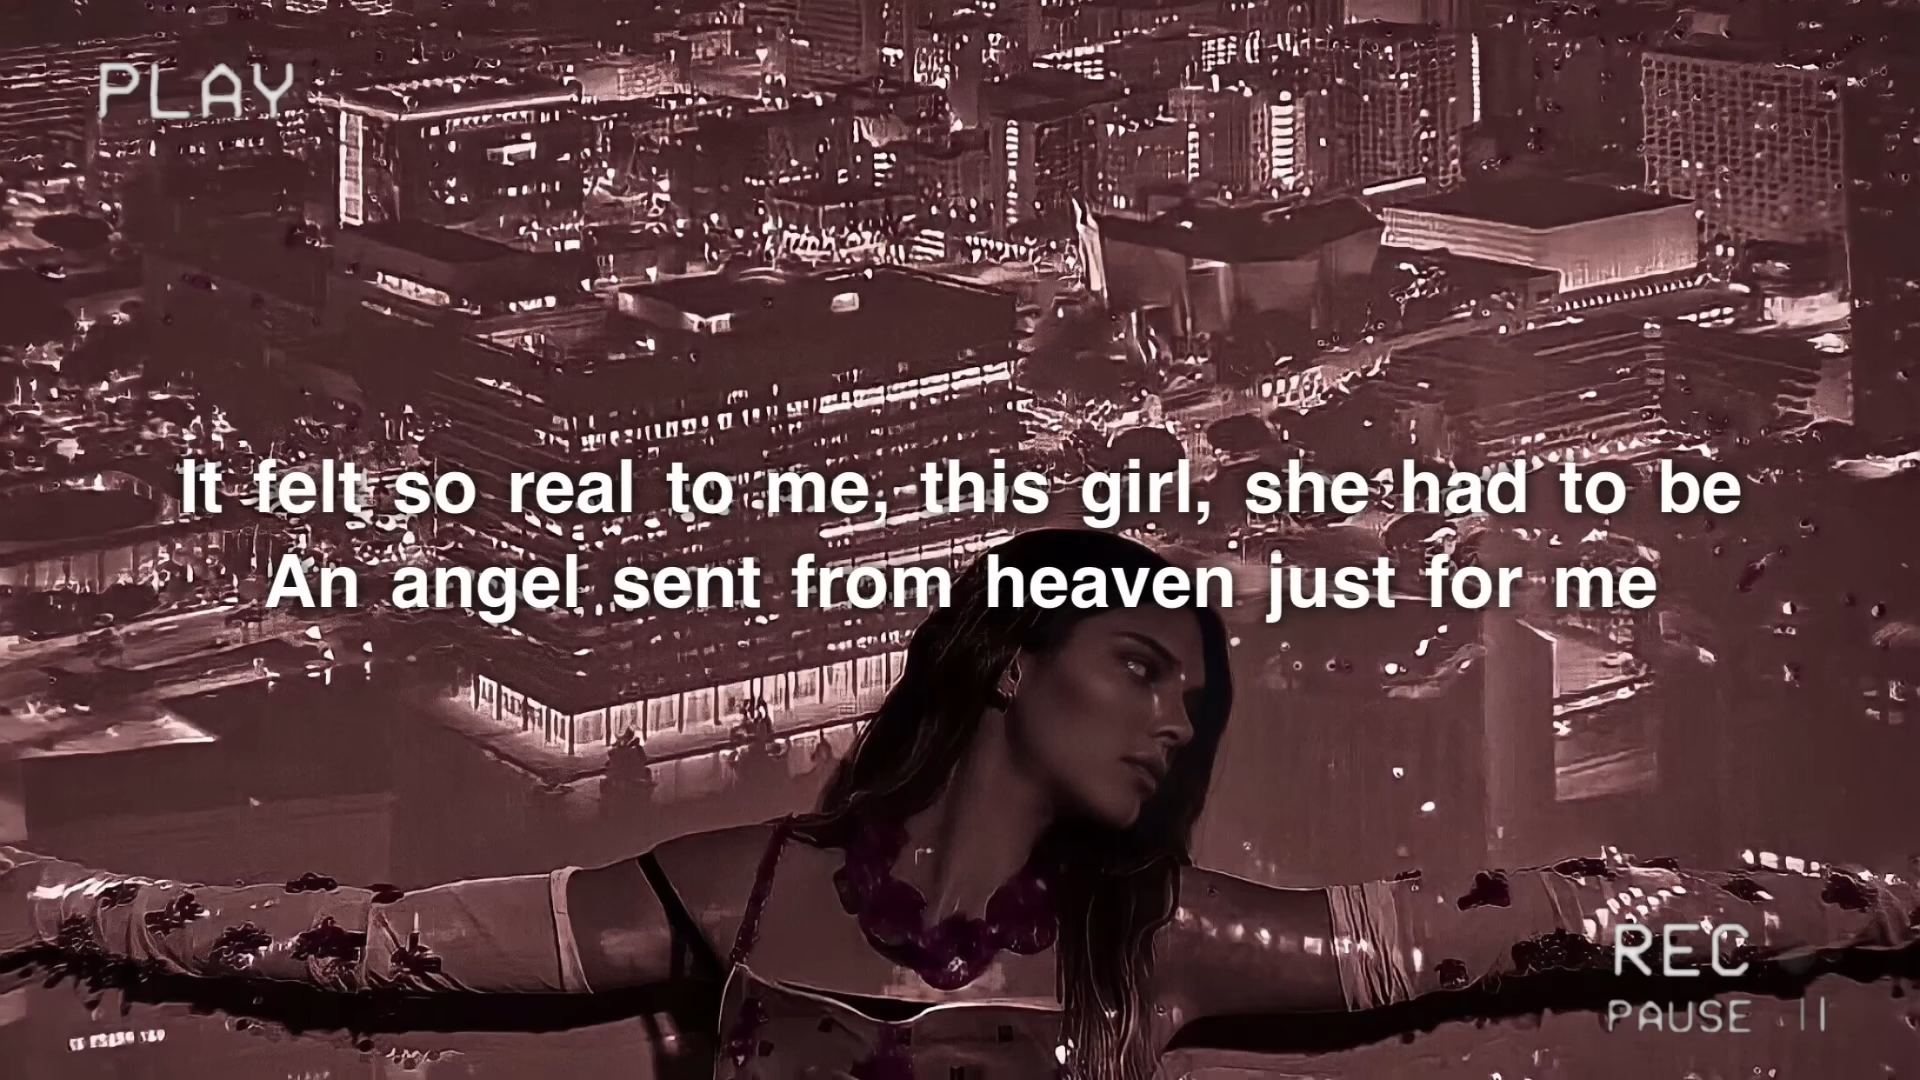 PLAY
It felt so real to me, this girl, she had to be
An angel sent from heaven just for me
REC
PAUSE ||